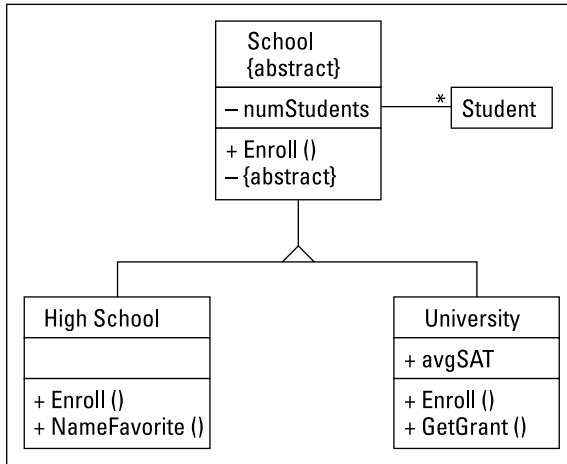 School
{abstract}
– numStudents
*
Student
+ Enroll ()
– {abstract}
High School
+ Enroll ()
+ NameFavorite ()
University
+ avgSAT
+ Enroll ()
+ GetGrant ()